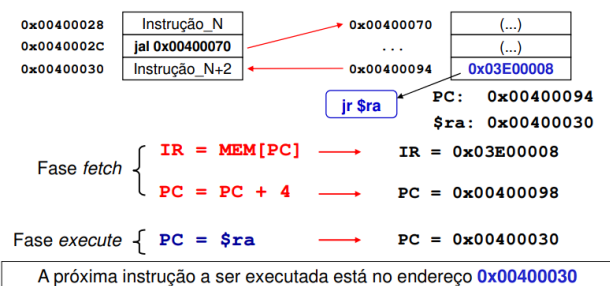 0x00400028 Instrução_N 0x00400070 (...)
0x0040002C jal 0x00400070 ... (...)
0x00400030 Instrução_N+2 0x00400094 0x03E00008
jr $ra
PC: 0x00400094
$ra: 0x00400030
Fase fetch
IR = MEM[PC] IR = 0x03E00008
PC = PC + 4 PC = 0x00400098
Fase execute PC = $ra PC = 0x00400030
A próxima instrução a ser executada está no endereço 0x00400030